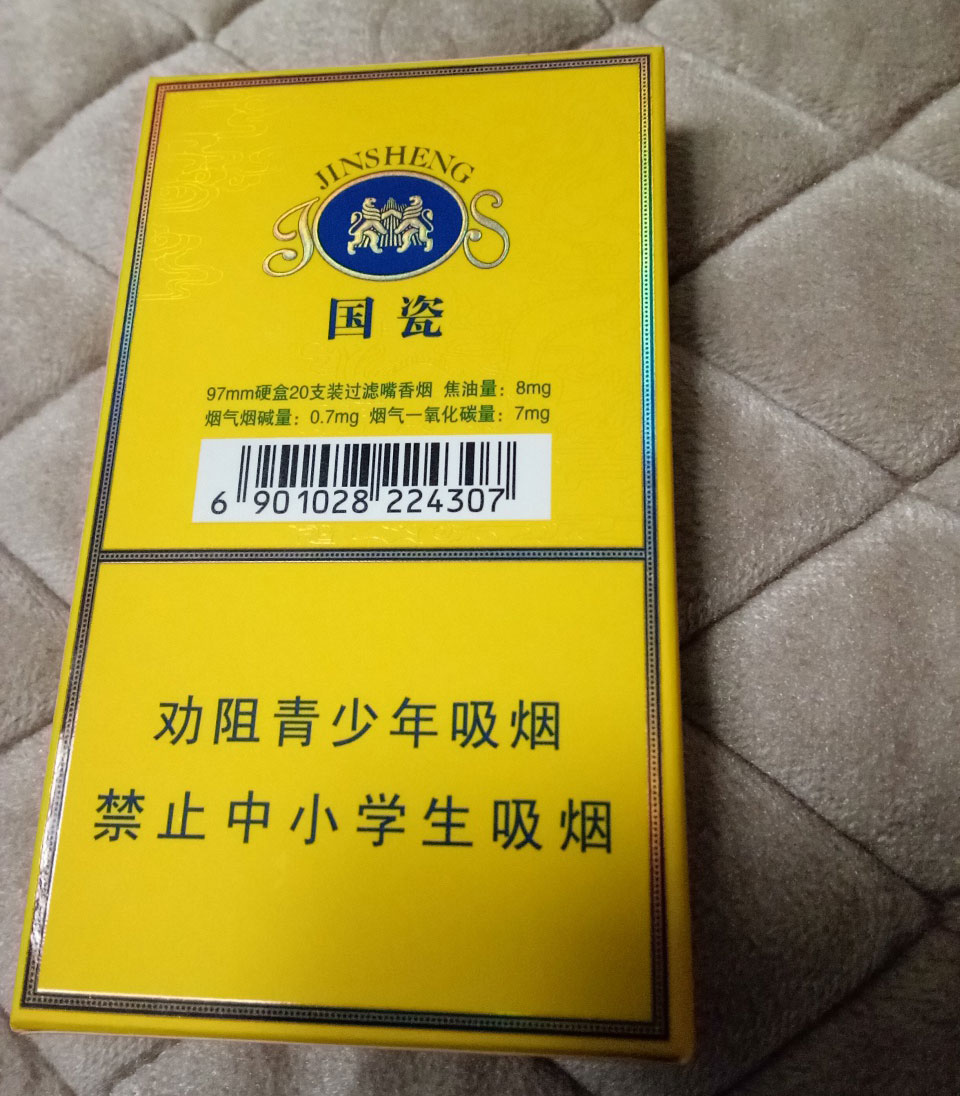 JINSHENG
J S
国瓷
97mm硬盒20支装过滤嘴香烟 焦油量：8mg
烟气烟碱量：0.7mg 烟气一氧化碳量：7mg
6 901028 224307
劝阻青少年吸烟
禁止中小学生吸烟